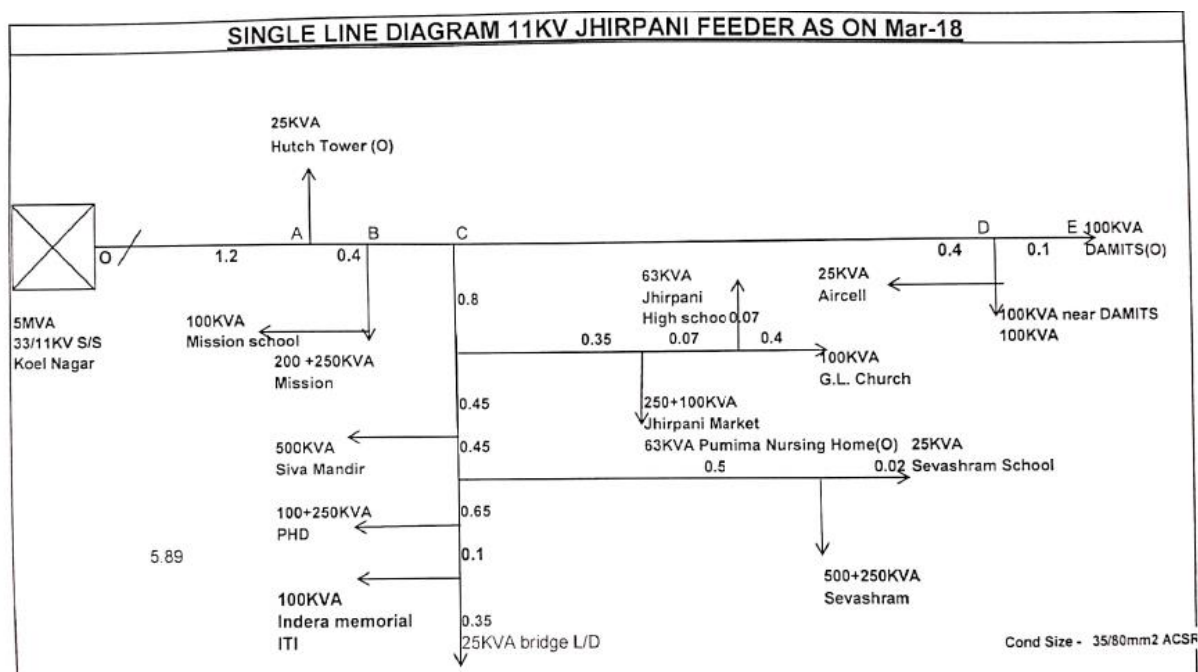 SINGLE LINE DIAGRAM 11KV JHIRPANI FEEDER AS ON Mar-18
25KVA
Hutch Tower (O)
A
B
C
D
E
100KVA
DAMITS(O)
O
1.2
0.4
0.4
0.1
5MVA
33/11KV S/S
Koel Nagar
100KVA
Mission school
200 +250KVA
Mission
0.8
63KVA
Jhirpani
High schoo 0.07
25KVA
Aircell
100KVA near DAMITS
100KVA
0.35
0.07
0.4
100KVA
G.L. Church
0.45
250+100KVA
Jhirpani Market
63KVA Purnima Nursing Home(O)
500KVA
Siva Mandir
0.45
0.5
0.02
25KVA
Sevashram School
100+250KVA
PHD
0.65
5.89
0.1
500+250KVA
Sevashram
100KVA
Indera memorial
ITI
0.35
25KVA bridge L/D
Cond Size - 35/80mm2 ACSR